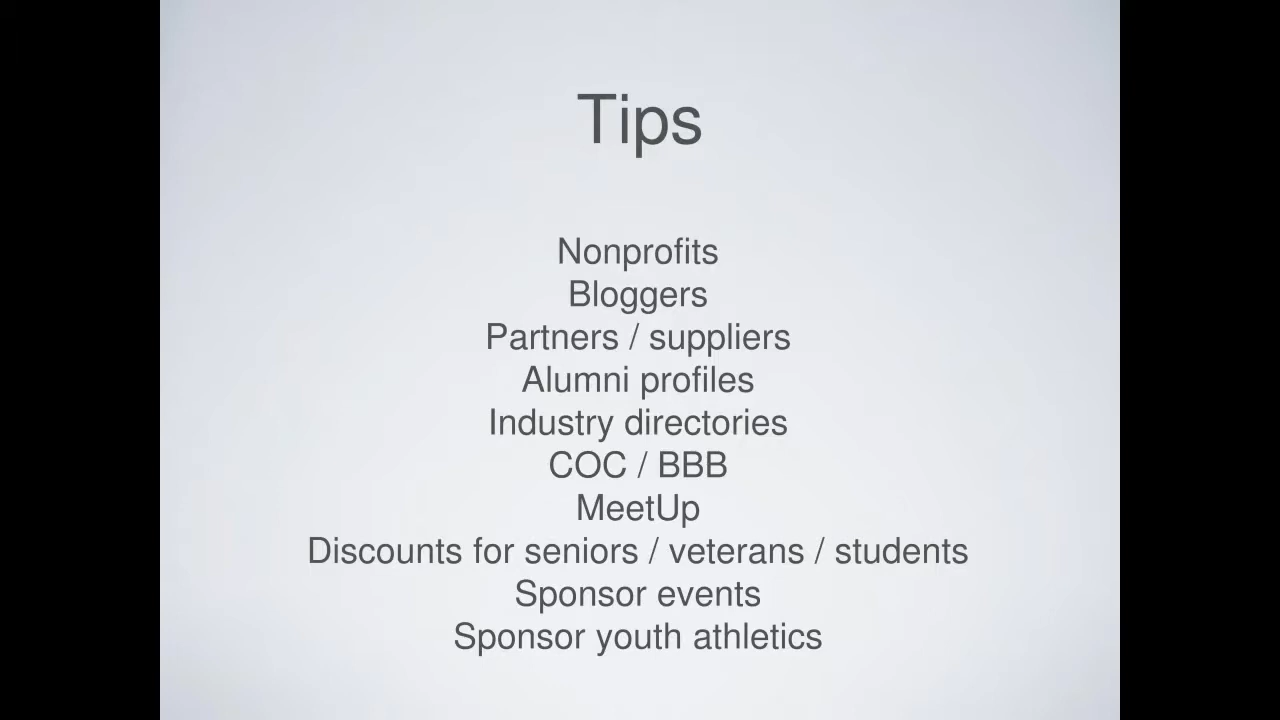 Tips
Nonprofits
Bloggers
Partners / suppliers
Alumni profiles
Industry directories
COC / BBB
MeetUp
Discounts for seniors / veterans / students
Sponsor events
Sponsor youth athletics